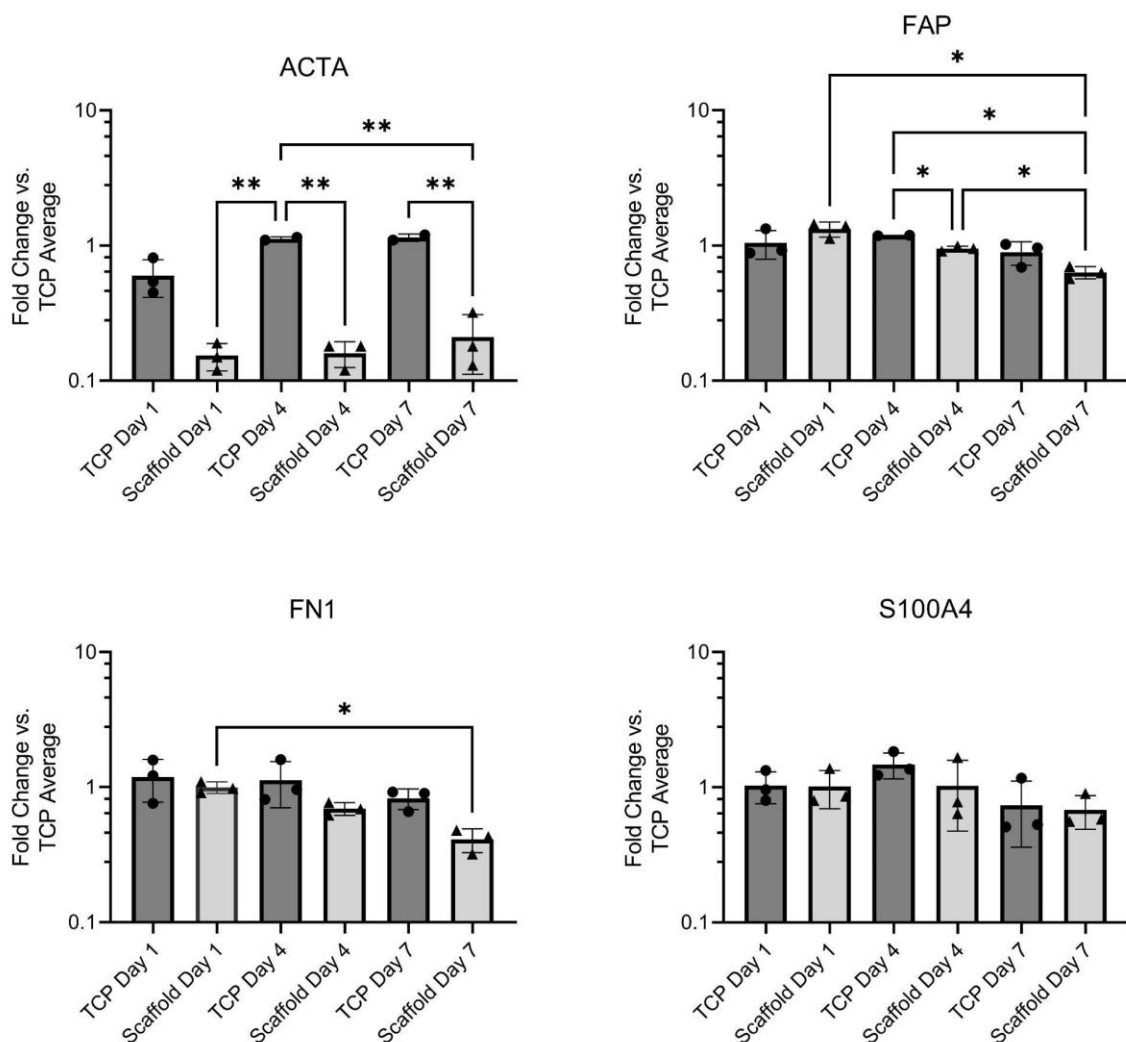 ACTA
Fold Change vs.
TCP Average
10
1
0.1
**
**
**
**
TCP Day 1
Scaffold Day 1
TCP Day 4
Scaffold Day 4
TCP Day 7
Scaffold Day 7
FAP
Fold Change vs.
TCP Average
10
1
0.1
*
*
*
*
TCP Day 1
Scaffold Day 1
TCP Day 4
Scaffold Day 4
TCP Day 7
Scaffold Day 7
FN1
Fold Change vs.
TCP Average
10
1
0.1
*
TCP Day 1
Scaffold Day 1
TCP Day 4
Scaffold Day 4
TCP Day 7
Scaffold Day 7
S100A4
Fold Change vs.
TCP Average
10
1
0.1
TCP Day 1
Scaffold Day 1
TCP Day 4
Scaffold Day 4
TCP Day 7
Scaffold Day 7